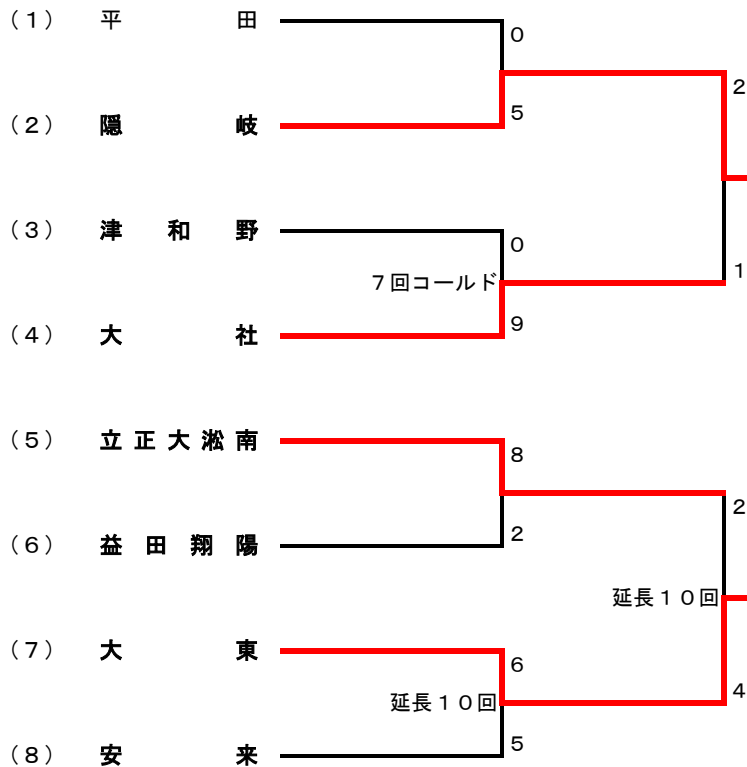 （１） 平田
0
2
（２） 隠岐
5
（３） 津和野
0
1
７回コールド
（４） 大社
9
（５） 立正大淞南
8
2
（６） 益田翔陽
2
延長１０回
（７） 大東
6
4
延長１０回
（８） 安来
5